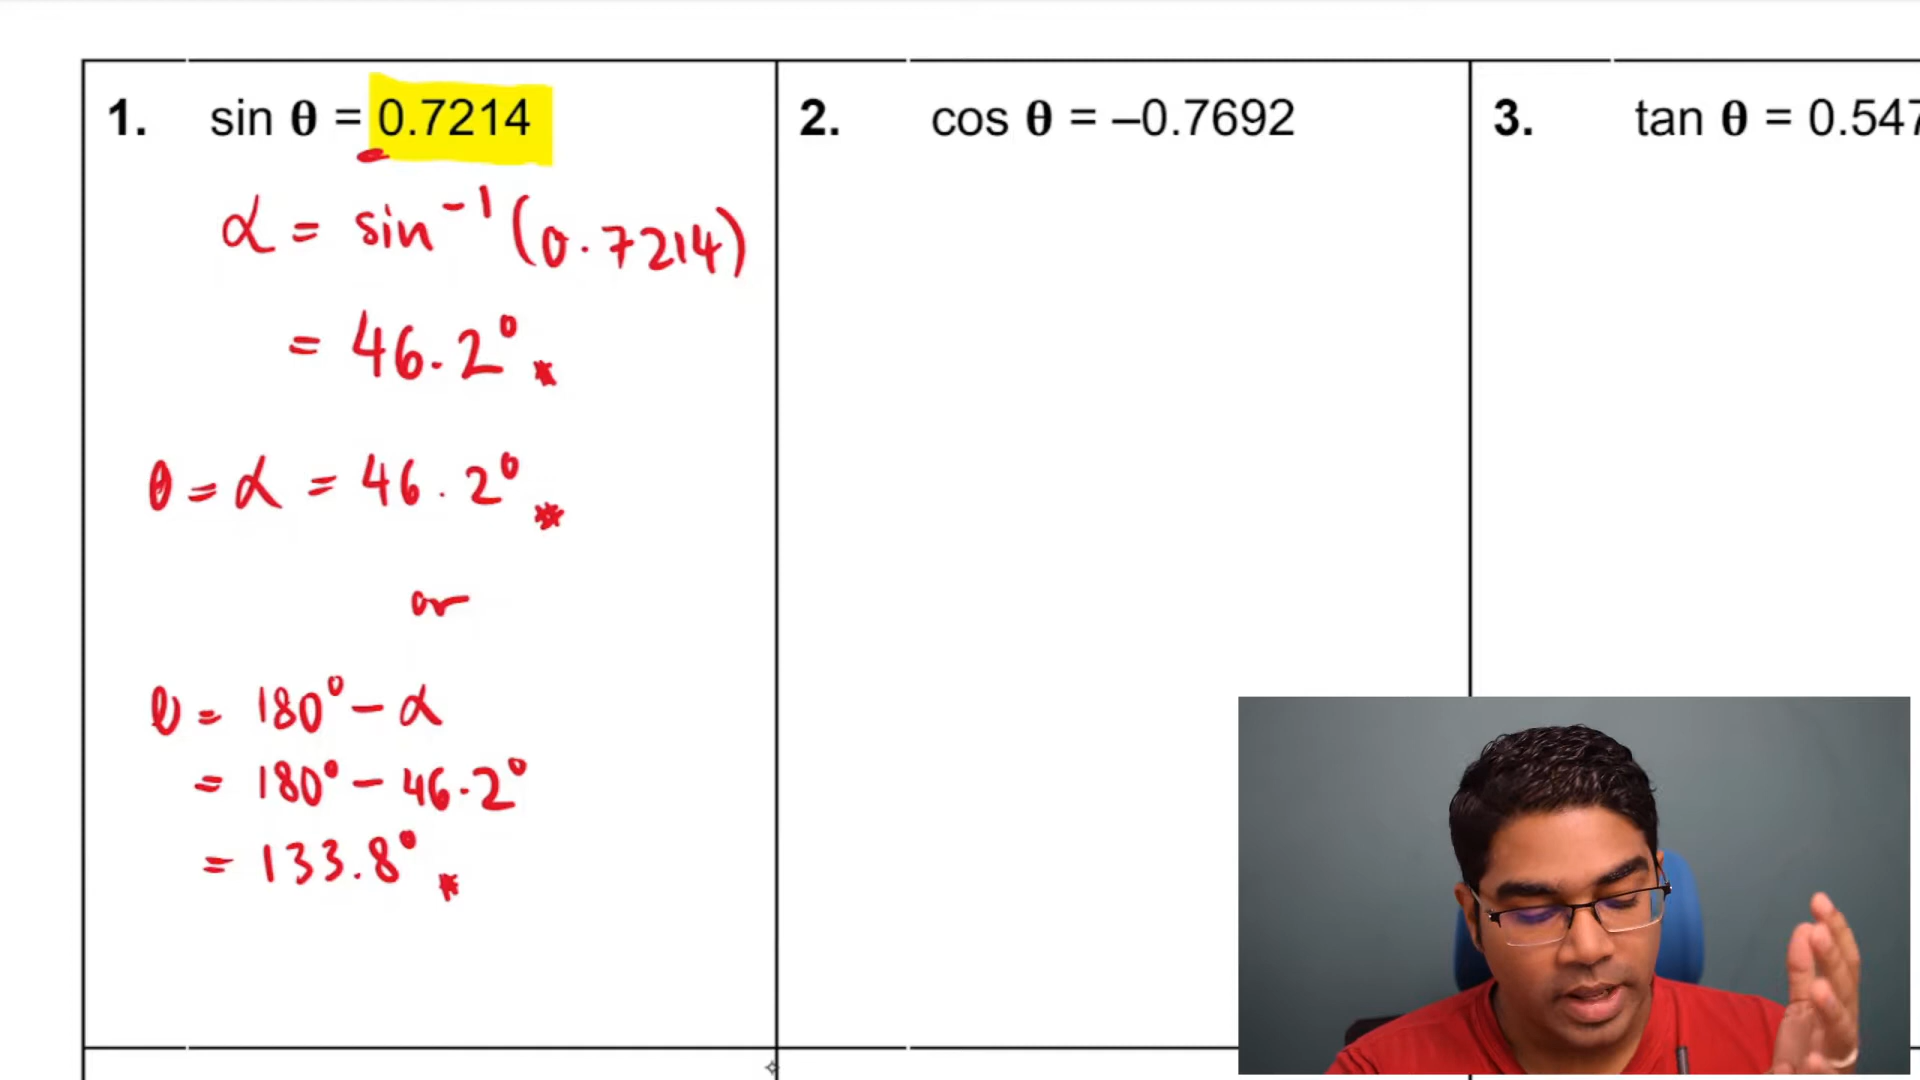 1. sin θ = 0.7214
α = sin⁻¹ (0.7214)
= 46.2°
θ = α = 46.2°
or
θ = 180° – α
= 180° – 46.2°
= 133.8°
2. cos θ = –0.7692
3. tan θ = 0.547